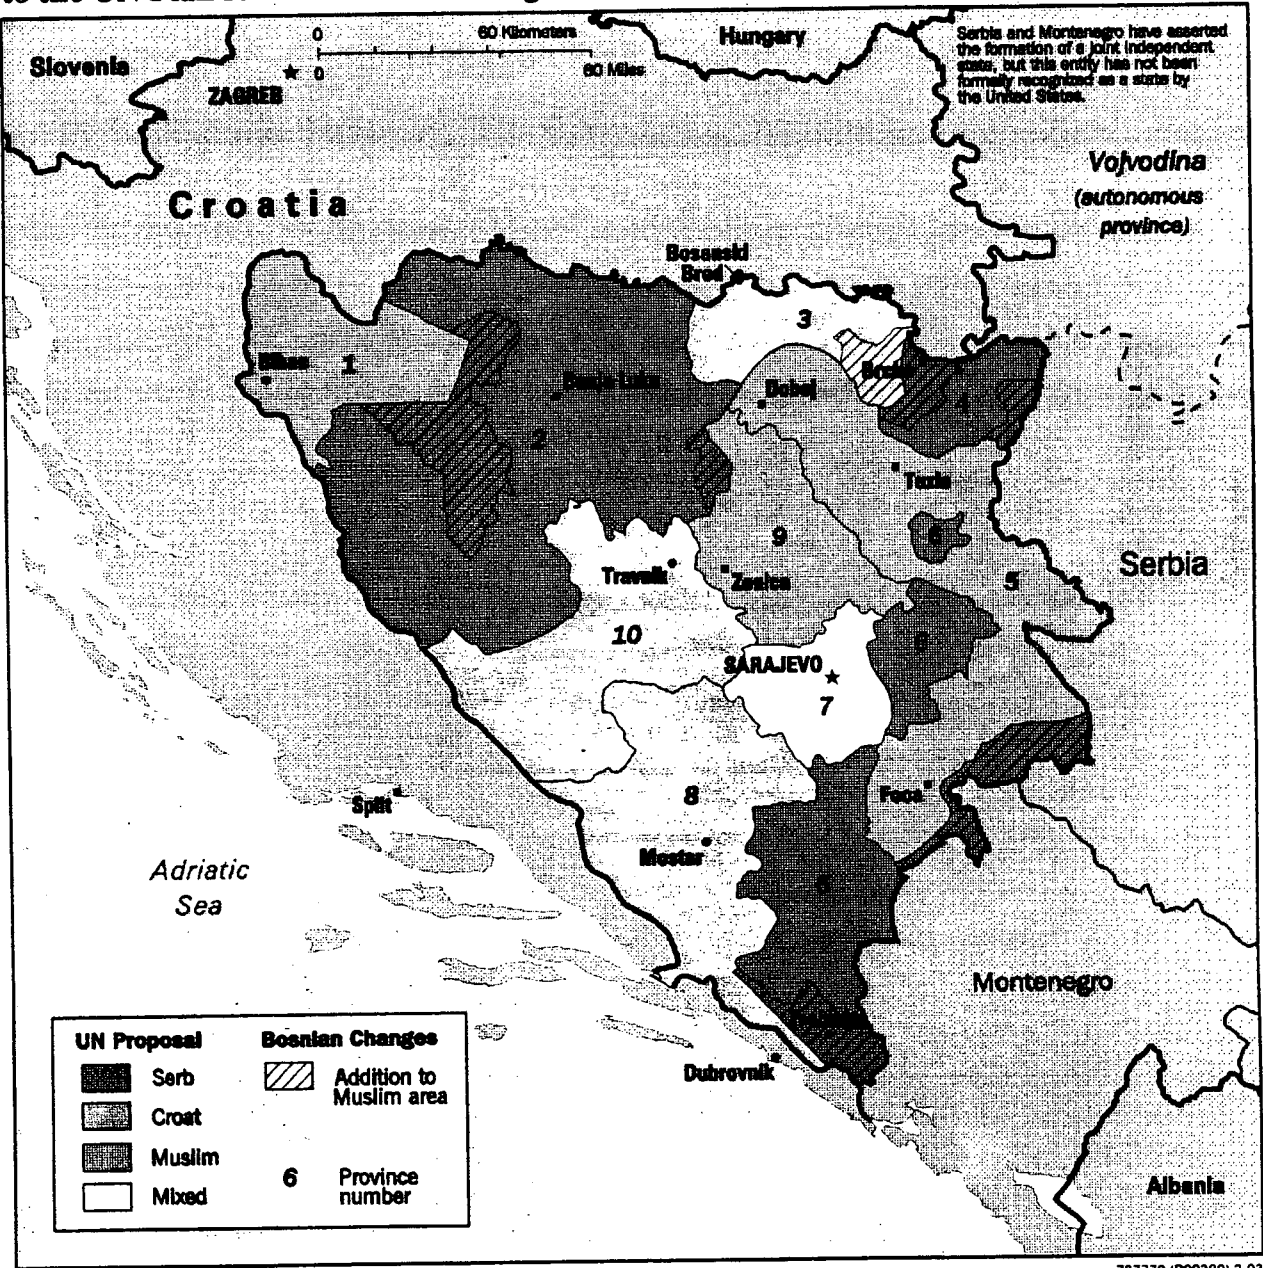 0 60 Kilometers
0 60 Miles
Slovenia
ZAGREB
Hungary
Serbia and Montenegro have asserted
the formation of a joint independent
state, but this entity has not been
formally recognized as a state by
the United States.
Vojvodina
(autonomous
province)
Croatia
Bosanski
Brod
3
Bihac
1
Banja Luka
Doboj
Brcko
4
2
Tuzla
6
9
Serbia
5
Travnik
Zenica
10
6
SARAJEVO
7
8
Foca
Split
Mostar
6
Adriatic
Sea
Montenegro
Dubrovnik
Albania
UN Proposal
Serb
Croat
Muslim
Mixed
Bosnian Changes
Addition to
Muslim area
6 Province
number